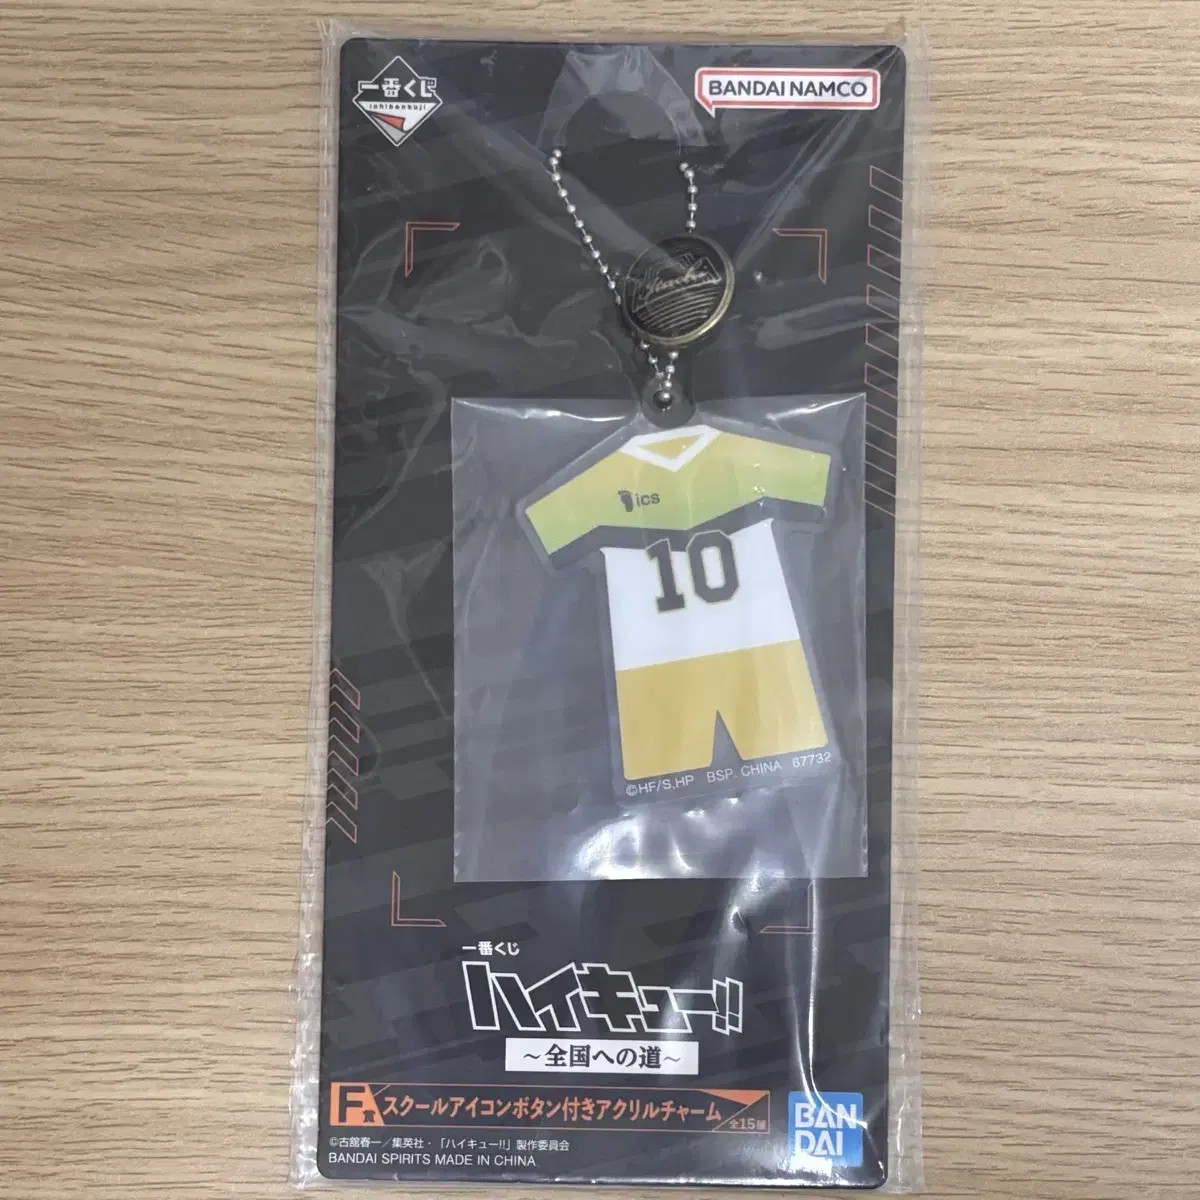 一番くじ
ichibankuji
BANDAI NAMCO
ics
10
©HF/S,HP BSP. CHINA 67732
一番くじ
ハイキュー!!
～全国への道～
F賞 スクールアイコンボタン付きアクリルチャーム 全15種
©古舘春一／集英社・「ハイキュー!!」製作委員会
BANDAI SPIRITS MADE IN CHINA
BAN
DAI